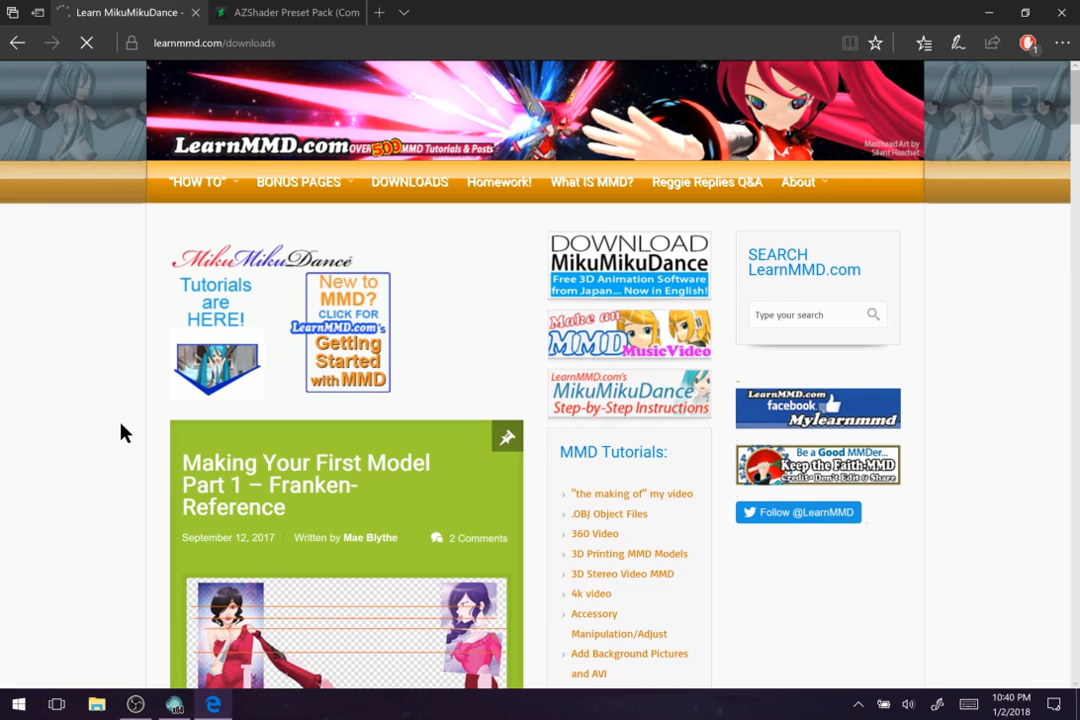 Learn MikuMikuDance -
AZShader Preset Pack (Com
learnmmd.com/downloads
1
LearnMMD.com OVER 500 MMD Tutorials & Posts
Masthead Art by
Silent Headset
"HOW TO" BONUS PAGES DOWNLOADS Homework! What IS MMD? Reggie Replies Q&A About
MikuMikuDance
Tutorials
are
HERE!
New to
MMD?
CLICK FOR
LearnMMD.com's
Getting
Started
with MMD
Making Your First Model
Part 1 – Franken-
Reference
September 12, 2017 Written by Mae Blythe 2 Comments
DOWNLOAD
MikuMikuDance
Free 3D Animation Software
from Japan... Now in English!
Make an
MMD MusicVideo
LearnMMD.com's
MikuMikuDance
Step-by-Step Instructions
MMD Tutorials:
"the making of" my video
.OBJ Object Files
360 Video
3D Printing MMD Models
3D Stereo Video MMD
4k video
Accessory
Manipulation/Adjust
Add Background Pictures
and AVI
SEARCH
LearnMMD.com
Type your search
LearnMMD.com
facebook
Mylearnmmd
Be a Good MMDer...
Keep the Faith-MMD
Credit • Don't Edit & Share
Follow @LearnMMD
x64
10:40 PM
1/2/2018